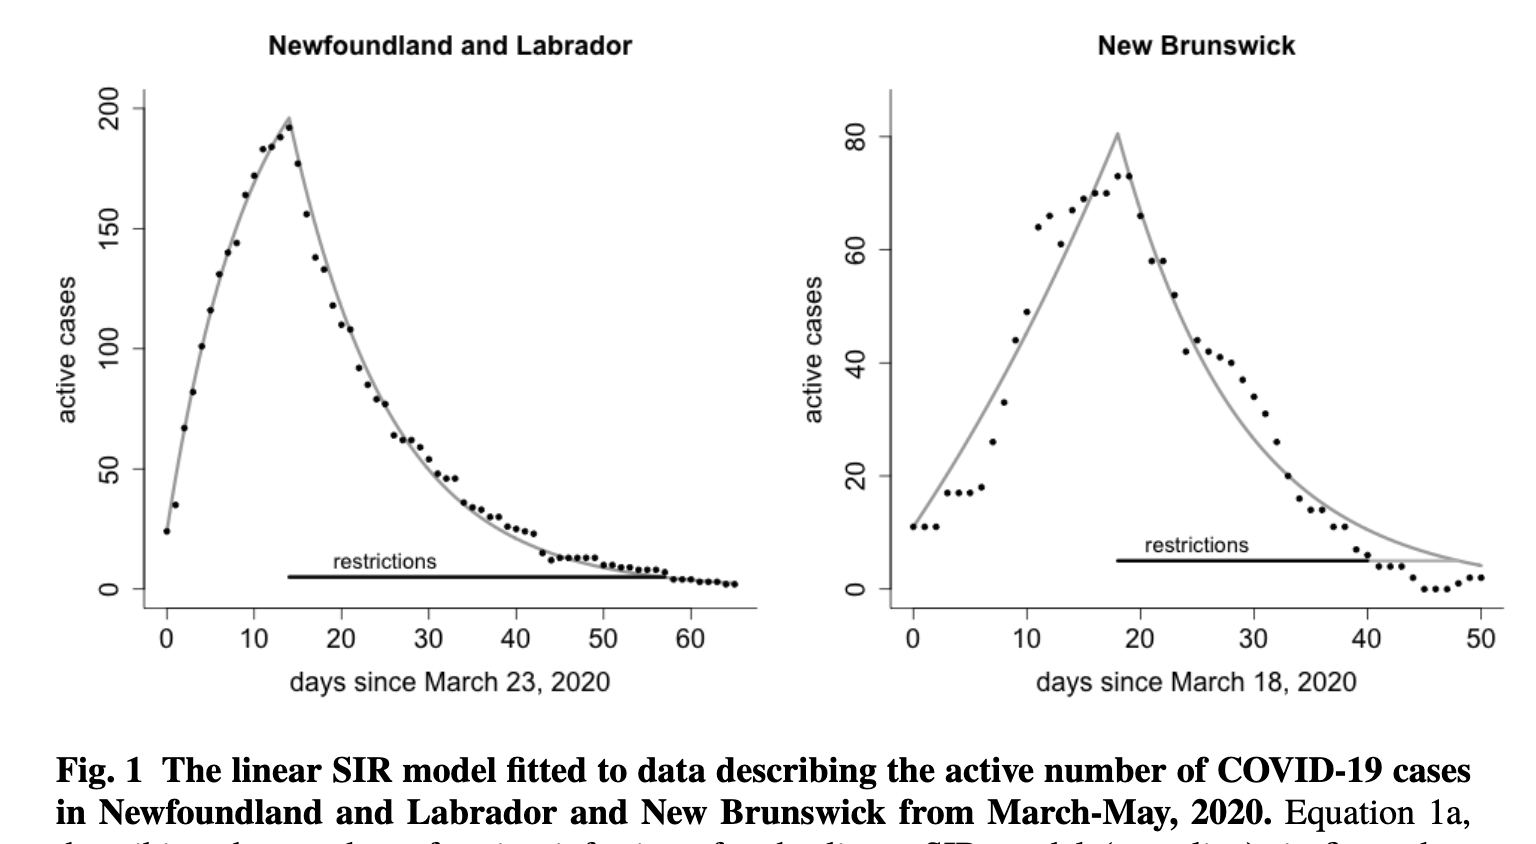 Newfoundland and Labrador
200
150
100
50
0
active cases
restrictions
0 10 20 30 40 50 60
days since March 23, 2020
New Brunswick
80
60
40
20
0
active cases
restrictions
0 10 20 30 40 50
days since March 18, 2020
Fig. 1 The linear SIR model fitted to data describing the active number of COVID-19 cases
in Newfoundland and Labrador and New Brunswick from March-May, 2020. Equation 1a,